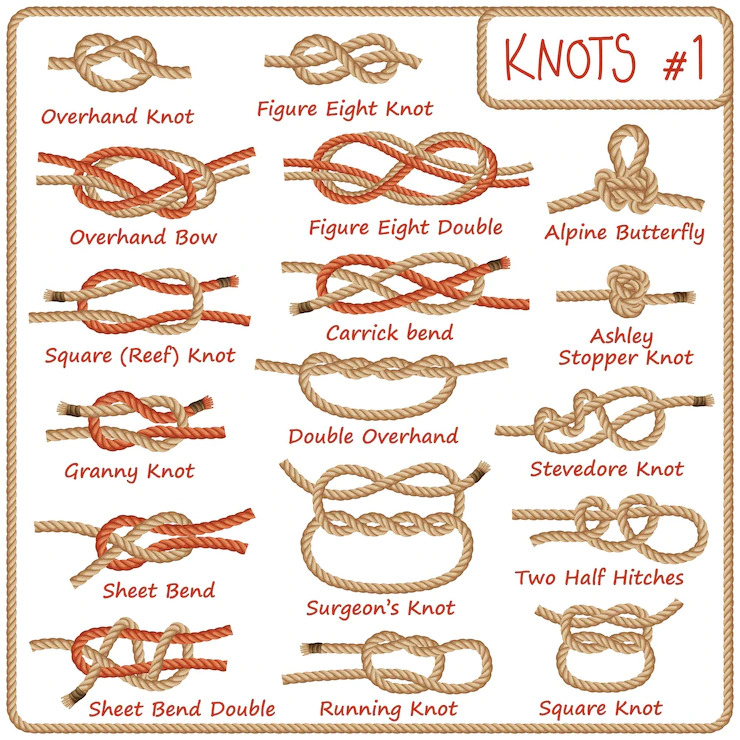 KNOTS #1
Overhand Knot
Figure Eight Knot
Overhand Bow
Figure Eight Double
Alpine Butterfly
Square (Reef) Knot
Carrick bend
Ashley
Stopper Knot
Granny Knot
Double Overhand
Stevedore Knot
Sheet Bend
Surgeon's Knot
Two Half Hitches
Sheet Bend Double
Running Knot
Square Knot